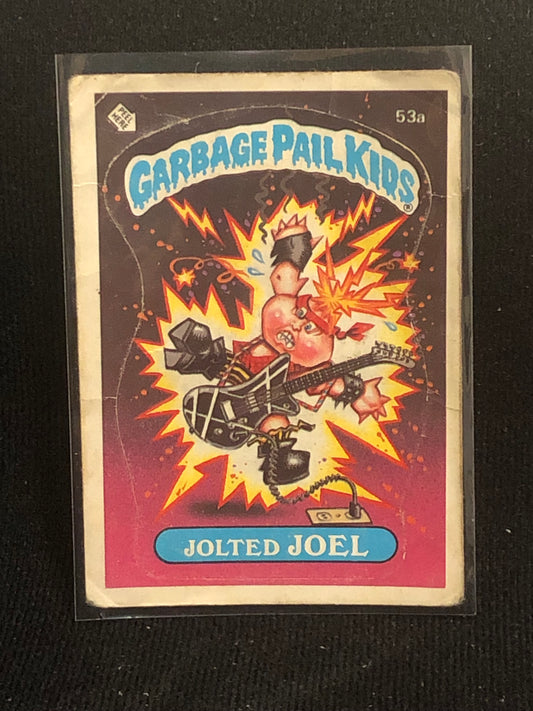 PEEL HERE
53a
GARBAGE PAIL KIDS®
JOLTED JOEL